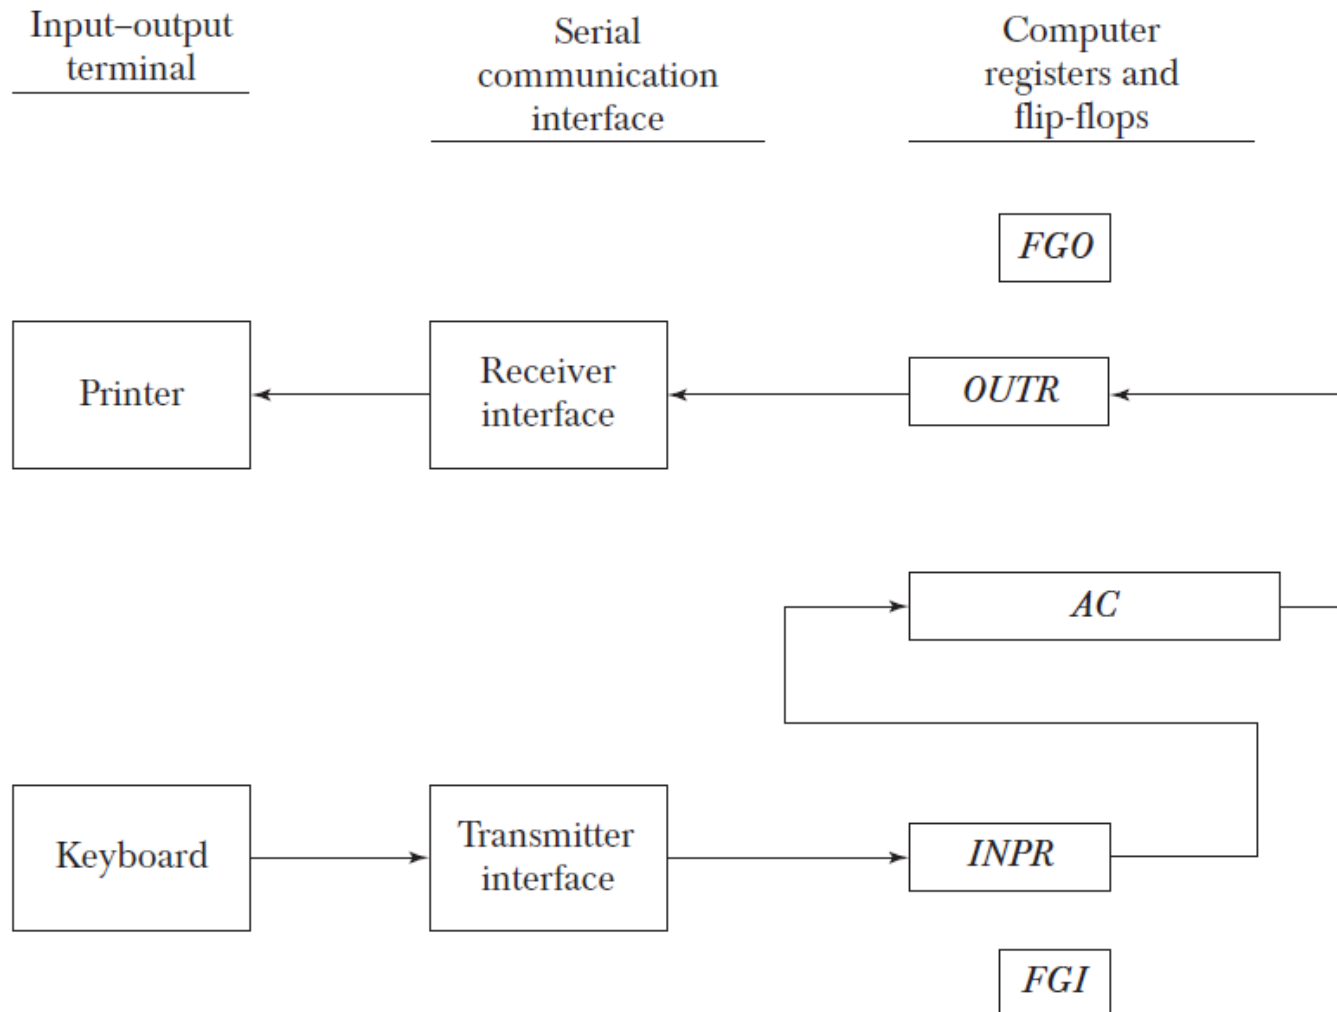 Input–output
terminal
Serial
communication
interface
Computer
registers and
flip-flops
FGO
Printer
Receiver
interface
OUTR
AC
Keyboard
Transmitter
interface
INPR
FGI